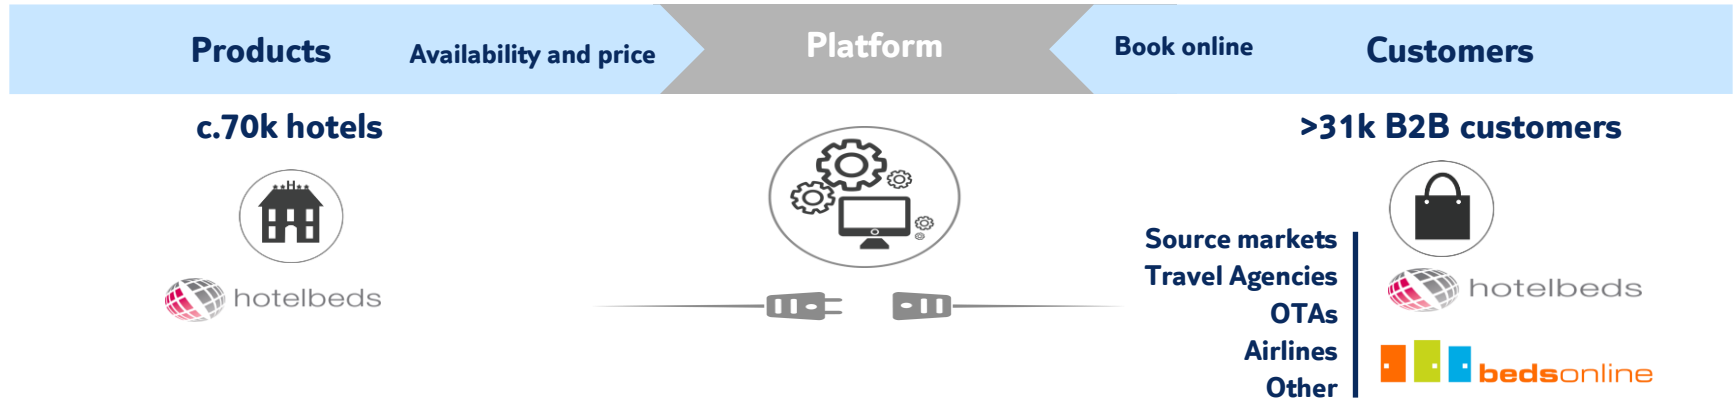 Products
Availability and price
Platform
Book online
Customers
c.70k hotels
>31k B2B customers
H
hotelbeds
Source markets
Travel Agencies
OTAs
Airlines
Other
hotelbeds
bedsonline